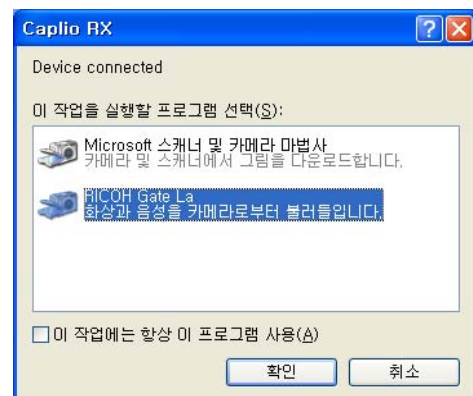 Caplio RX
Device connected
이 작업을 실행할 프로그램 선택(S):
Microsoft 스캐너 및 카메라 마법사
카메라 및 스캐너에서 그림을 다운로드합니다.
RICOH Gate La
화상과 음성을 카메라로부터 불러들입니다.
이 작업에는 항상 이 프로그램 사용(A)
확인
취소